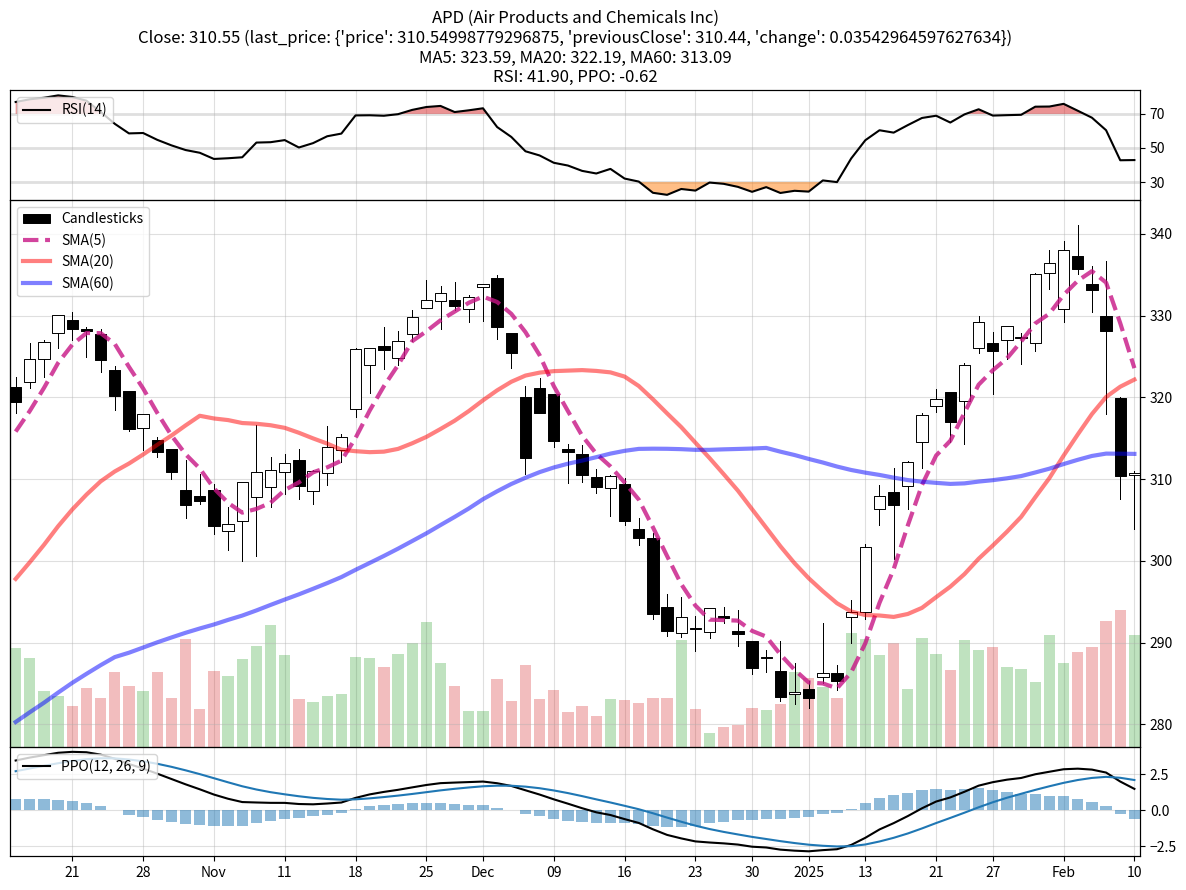 APD (Air Products and Chemicals Inc)
Close: 310.55 (last_price: {'price': 310.54998779296875, 'previousClose': 310.44, 'change': 0.03542964597627634})
MA5: 323.59, MA20: 322.19, MA60: 313.09
RSI: 41.90, PPO: -0.62
RSI(14)
70
50
30
Candlesticks
SMA(5)
SMA(20)
SMA(60)
340
330
320
310
300
290
280
PPO(12, 26, 9)
2.5
0.0
−2.5
21 28 Nov 11 18 25 Dec 09 16 23 30 2025 13 21 27 Feb 10